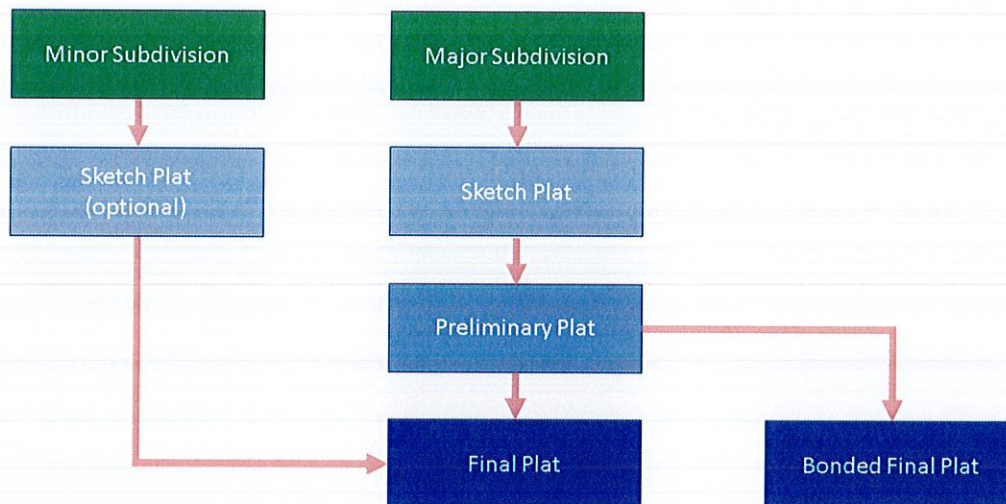 Minor Subdivision
Major Subdivision
Sketch Plat
(optional)
Sketch Plat
Preliminary Plat
Final Plat
Bonded Final Plat